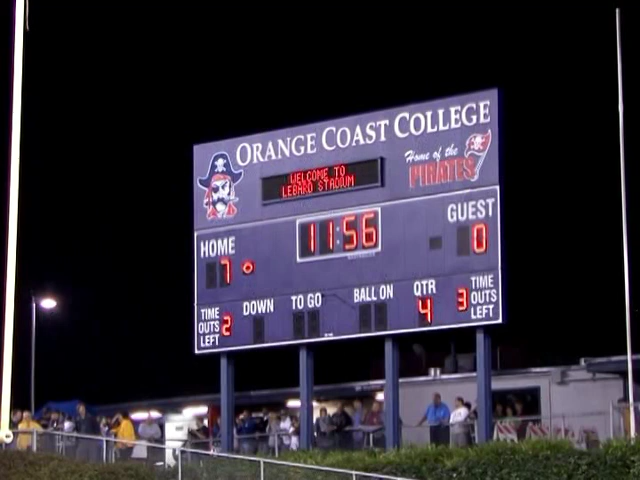 ORANGE COAST COLLEGE
WELCOME TO
LEBARD STADIUM
Home of the
PIRATES
HOME
11:56
GUEST
7
0
DOWN
TO GO
BALL ON
QTR
TIME
OUTS
LEFT
2
4
3
TIME
OUTS
LEFT